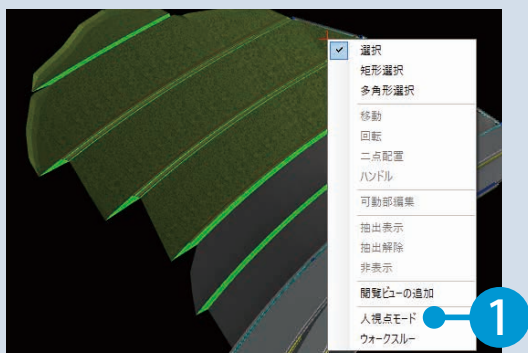 選択
矩形選択
多角形選択
移動
回転
二点配置
ハンドル
可動部編集
抽出表示
抽出解除
非表示
閲覧ビューの追加
人視点モード
1
ウォークスルー